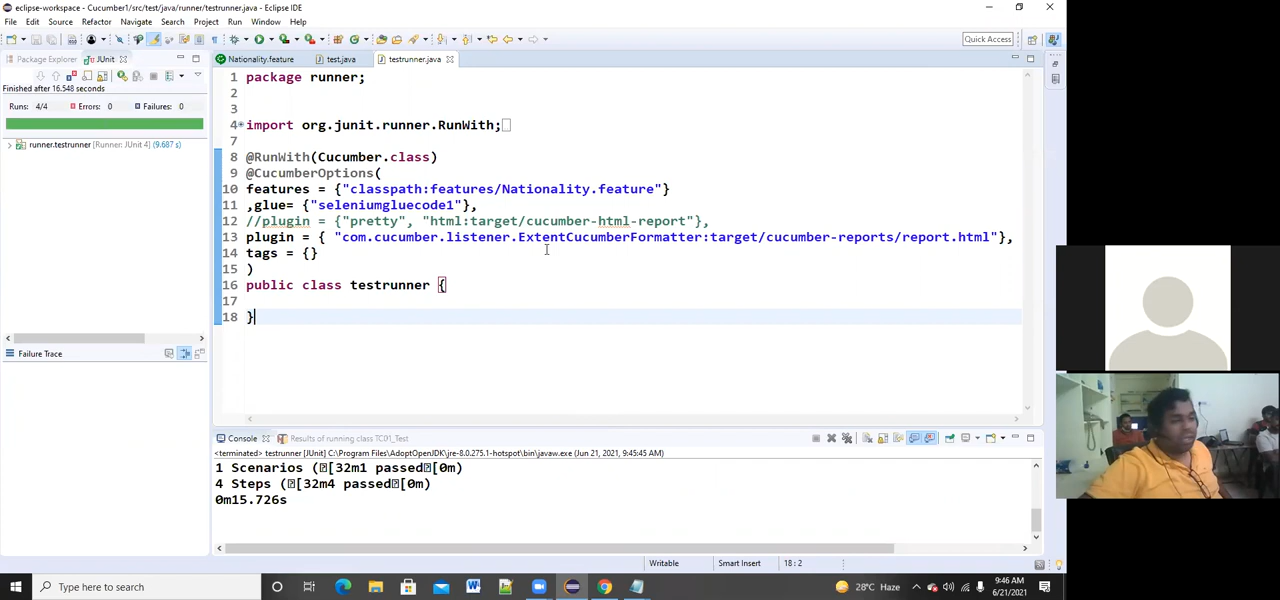 eclipse-workspace - Cucumber1/src/test/java/runner/testrunner.java - Eclipse IDE
File Edit Source Refactor Navigate Search Project Run Window Help
Quick Access
Package Explorer JUnit
Nationality.feature test.java testrunner.java
Finished after 16.548 seconds
Runs: 4/4 Errors: 0 Failures: 0
runner.testrunner [Runner: JUnit 4] (9.687 s)
Failure Trace
1 package runner;
2
3
4 import org.junit.runner.RunWith;
7
8 @RunWith(Cucumber.class)
9 @CucumberOptions(
10 features = {"classpath:features/Nationality.feature"}
11 ,glue= {"seleniumgluecode1"},
12 //plugin = {"pretty", "html:target/cucumber-html-report"},
13 plugin = { "com.cucumber.listener.ExtentCucumberFormatter:target/cucumber-reports/report.html"},
14 tags = {}
15 )
16 public class testrunner {
17
18 }
Console Results of running class TC01_Test
<terminated> testrunner [JUnit] C:\Program Files\AdoptOpenJDK\jre-8.0.275.1-hotspot\bin\javaw.exe (Jun 21, 2021, 9:45:45 AM)
1 Scenarios ([32m1 passed[0m)
4 Steps ([32m4 passed[0m)
0m15.726s
Writable Smart Insert 18 : 2
Type here to search
28°C Haze
9:46 AM
6/21/2021